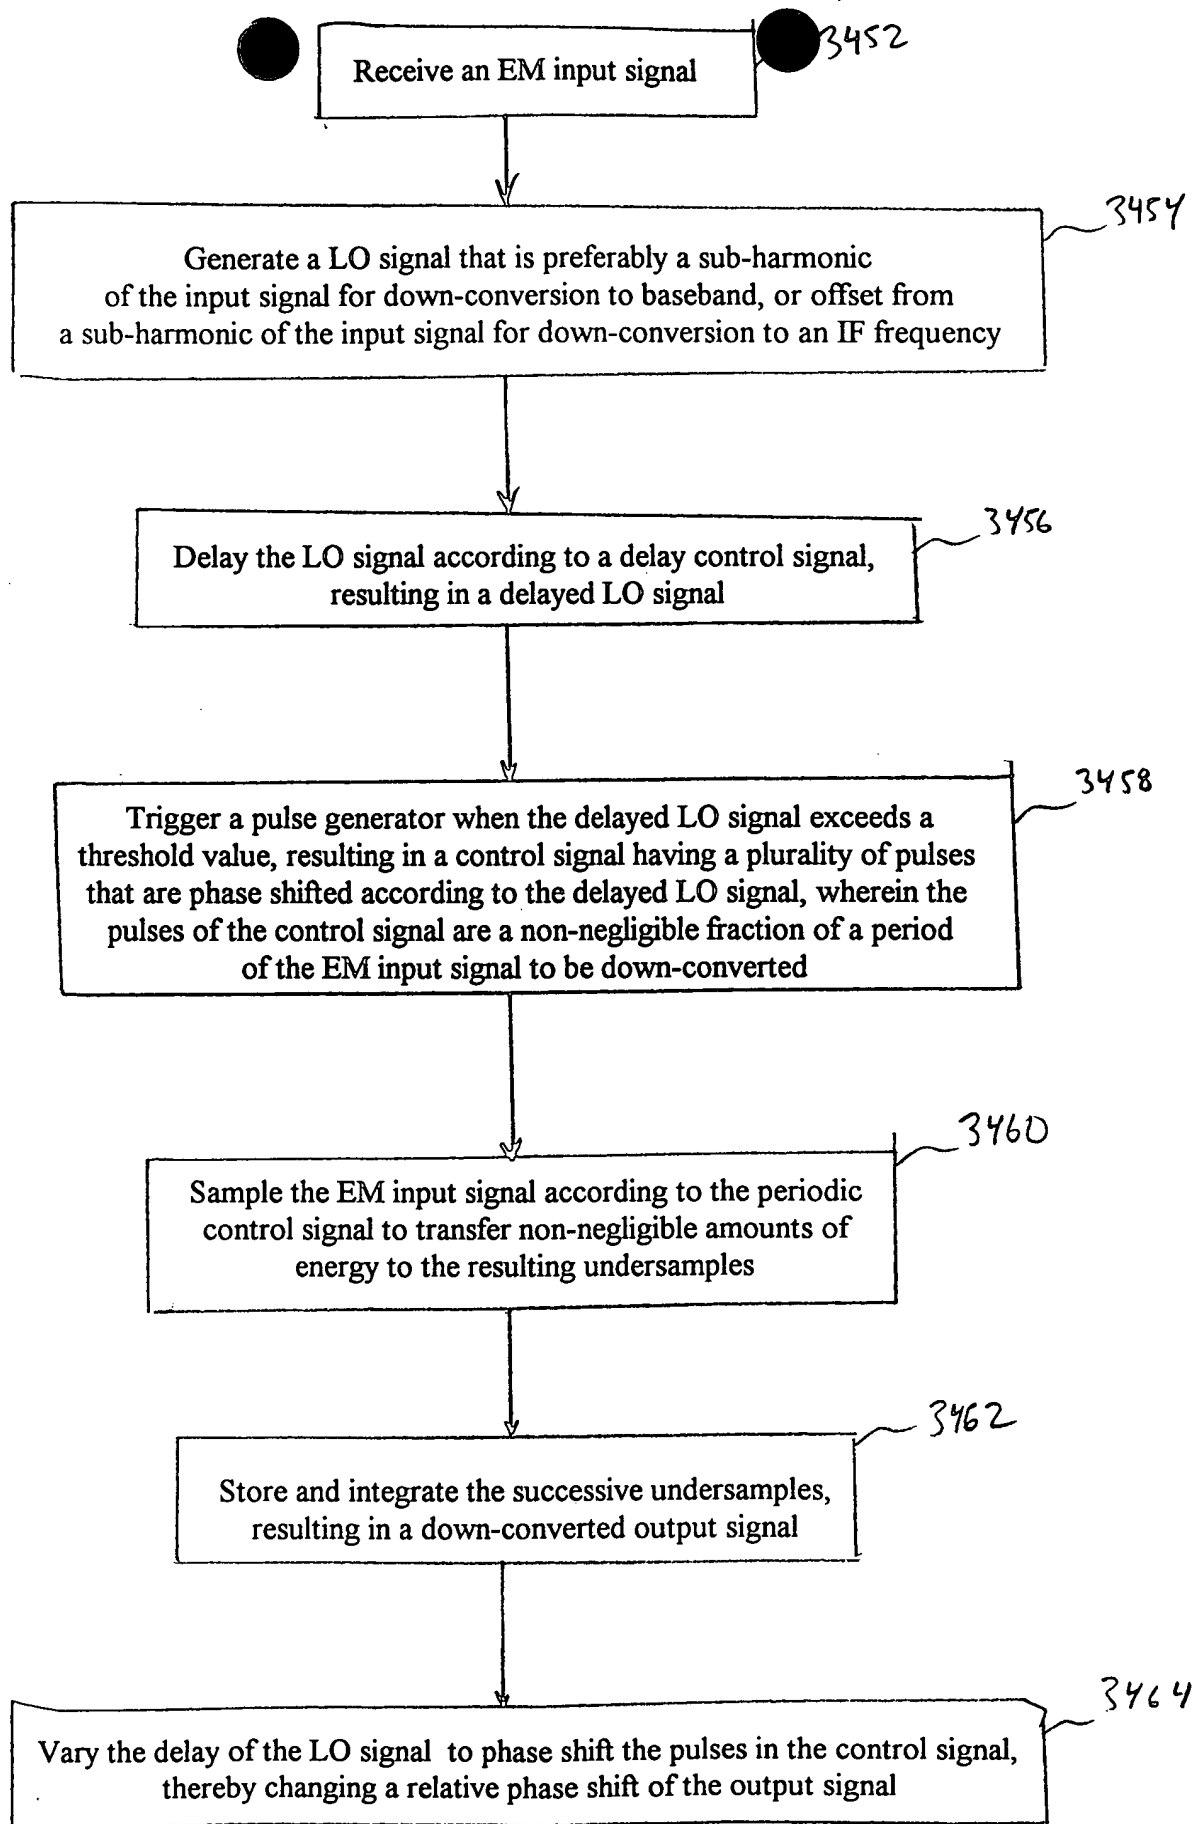 3452
Receive an EM input signal
3454
Generate a LO signal that is preferably a sub-harmonic
of the input signal for down-conversion to baseband, or offset from
a sub-harmonic of the input signal for down-conversion to an IF frequency
3456
Delay the LO signal according to a delay control signal,
resulting in a delayed LO signal
3458
Trigger a pulse generator when the delayed LO signal exceeds a
threshold value, resulting in a control signal having a plurality of pulses
that are phase shifted according to the delayed LO signal, wherein the
pulses of the control signal are a non-negligible fraction of a period
of the EM input signal to be down-converted
3460
Sample the EM input signal according to the periodic
control signal to transfer non-negligible amounts of
energy to the resulting undersamples
3462
Store and integrate the successive undersamples,
resulting in a down-converted output signal
3464
Vary the delay of the LO signal to phase shift the pulses in the control signal,
thereby changing a relative phase shift of the output signal